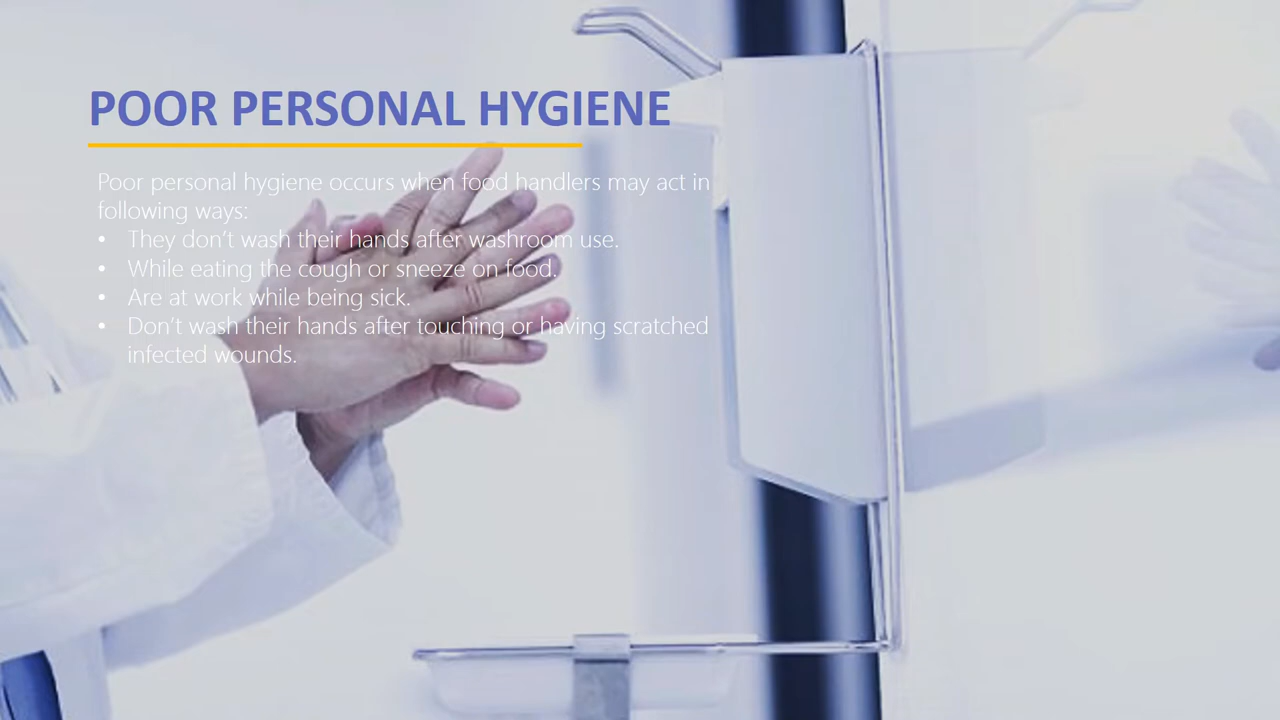 POOR PERSONAL HYGIENE
Poor personal hygiene occurs when food handlers may act in
following ways:
• They don’t wash their hands after washroom use.
• While eating the cough or sneeze on food.
• Are at work while being sick.
• Don’t wash their hands after touching or having scratched
infected wounds.